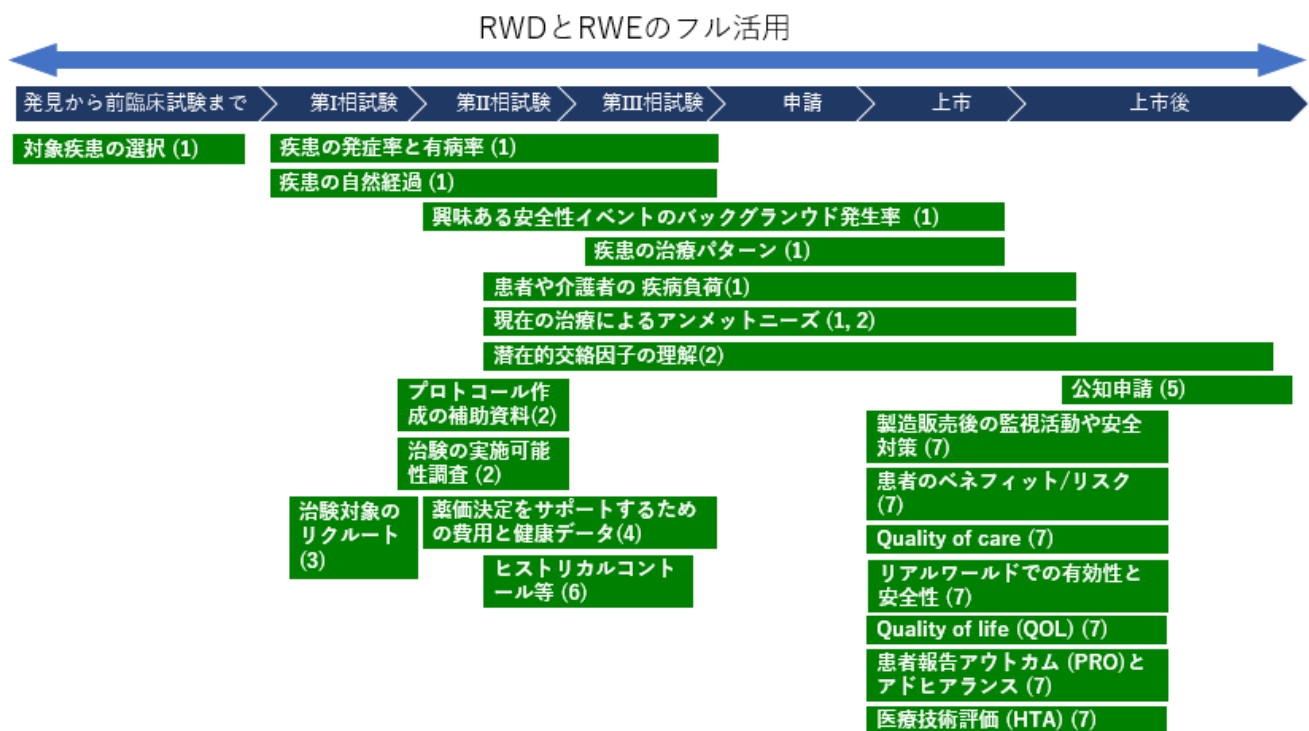 RWDとRWEのフル活用
発見から前臨床試験まで
第I相試験
第II相試験
第III相試験
申請
上市
上市後
対象疾患の選択 (1)
疾患の発症率と有病率 (1)
疾患の自然経過 (1)
興味ある安全性イベントのバックグランウド発生率 (1)
疾患の治療パターン (1)
患者や介護者の 疾病負荷(1)
現在の治療によるアンメットニーズ (1, 2)
潜在的交絡因子の理解(2)
プロトコール作
成の補助資料(2)
公知申請 (5)
製造販売後の監視活動や安全
対策 (7)
治験の実施可能
性調査 (2)
患者のベネフィット/リスク
(7)
治験対象の
リクルート
(3)
薬価決定をサポートするため
の費用と健康データ(4)
Quality of care (7)
ヒストリカルコント
ール等 (6)
リアルワールドでの有効性と
安全性 (7)
Quality of life (QOL) (7)
患者報告アウトカム (PRO)と
アドヒアランス (7)
医療技術評価 (HTA) (7)